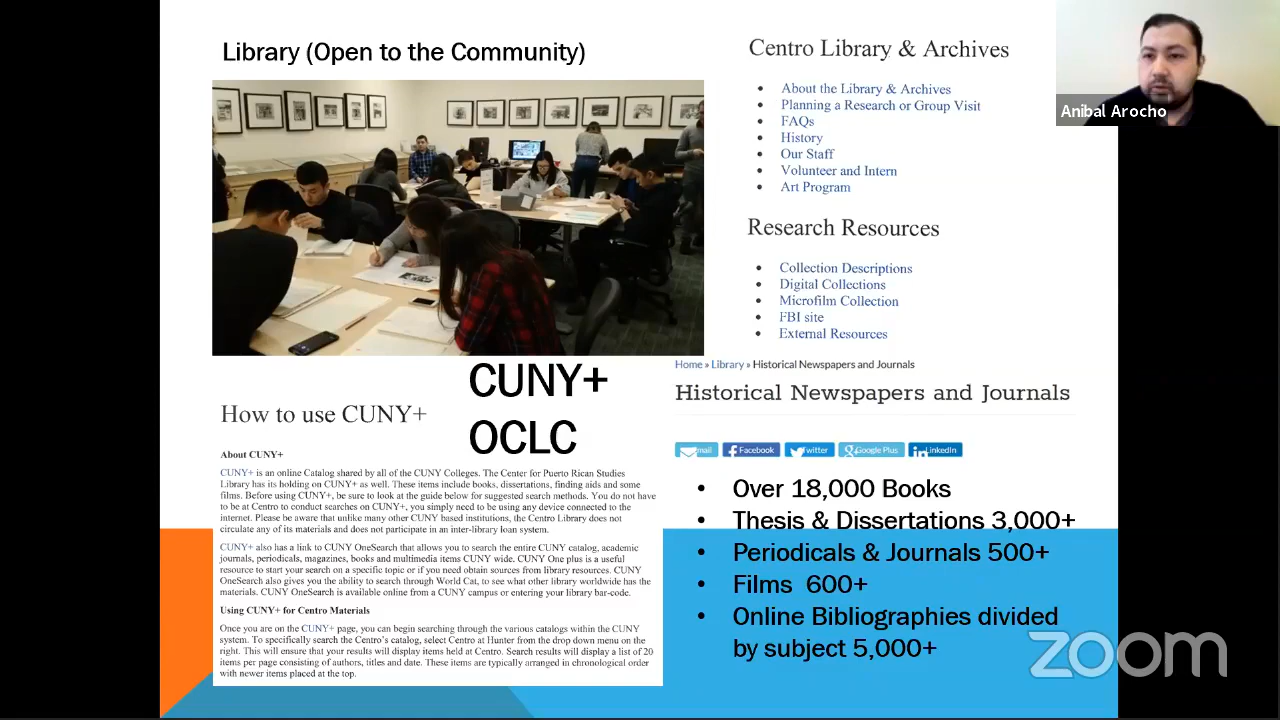 Library (Open to the Community)
Centro Library & Archives
About the Library & Archives
Planning a Research or Group Visit
FAQs
History
Our Staff
Volunteer and Intern
Art Program
Research Resources
Collection Descriptions
Digital Collections
Microfilm Collection
FBI site
External Resources
Anibal Arocho
CUNY+
OCLC
How to use CUNY+
About CUNY+
CUNY+ is an online Catalog shared by all of the CUNY Colleges. The Center for Puerto Rican Studies
Library has its holding on CUNY+ as well. These items include books, dissertations, finding aids and some
films. Before using CUNY+, be sure to look at the guide below for suggested search methods. You do not have
to be at Centro to conduct searches on CUNY+, you simply need to be using any device connected to the
internet. Please be aware that unlike many other CUNY based institutions, the Centro Library does not
circulate any of its materials and does not participate in an inter-library loan system.
CUNY+ also has a link to CUNY OneSearch that allows you to search the entire CUNY catalog, academic
journals, periodicals, magazines, books and multimedia items CUNY wide. CUNY One plus is a useful
resource to start your search on a specific topic or if you need obtain sources from library resources. CUNY
OneSearch also gives you the ability to search through World Cat, to see what other library worldwide has the
materials. CUNY OneSearch is available online from a CUNY campus or entering your library bar-code.
Using CUNY+ for Centro Materials
Once you are on the CUNY+ page, you can begin searching through the various catalogs within the CUNY
system. To specifically search the Centro's catalog, select Centro at Hunter from the drop down menu on the
right. This will ensure that your results will display items held at Centro. Search results will display a list of 20
items per page consisting of authors, titles and date. These items are typically arranged in chronological order
with newer items placed at the top.
Home » Library » Historical Newspapers and Journals
Historical Newspapers and Journals
mail Facebook Twitter Google Plus LinkedIn
• Over 18,000 Books
• Thesis & Dissertations 3,000+
• Periodicals & Journals 500+
• Films 600+
• Online Bibliographies divided
by subject 5,000+
zoom